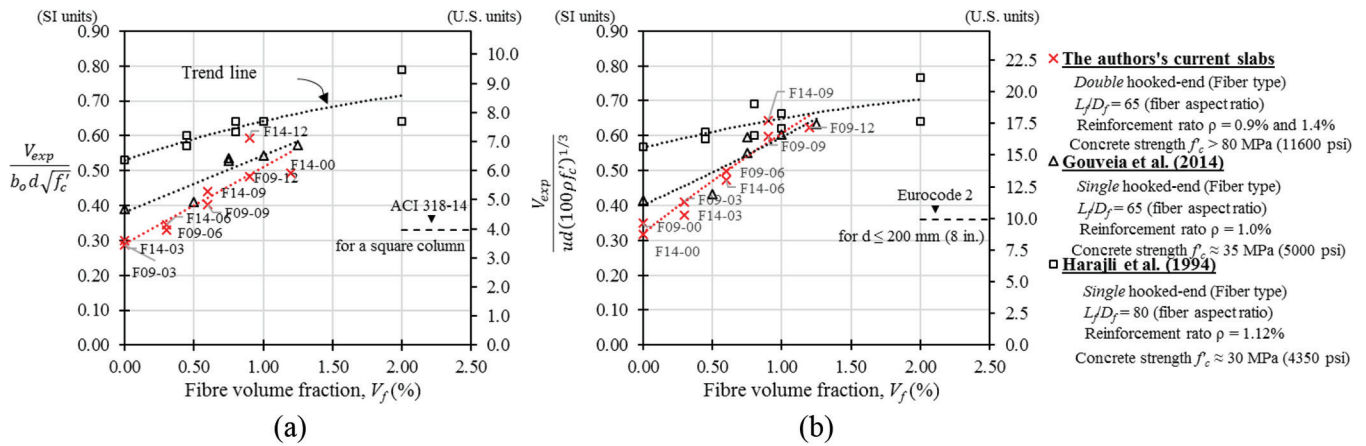 (SI units)
(U.S. units)
0.90
0.80
0.70
0.60
0.50
0.40
0.30
0.20
0.10
0.00
10.0
9.0
8.0
7.0
6.0
5.0
4.0
3.0
2.0
1.0
0.0
V_exp
b_o d√f'_c
Trend line
F14-12
F14-00
F09-12
F14-09
F09-09
F14-06
F09-06
F14-03
F09-03
ACI 318-14
for a square column
0.00 0.50 1.00 1.50 2.00 2.50
Fibre volume fraction, V_f (%)
(a)
(SI units)
(U.S. units)
0.90
0.80
0.70
0.60
0.50
0.40
0.30
0.20
0.10
0.00
22.5
20.0
17.5
15.0
12.5
10.0
7.5
5.0
2.5
0.0
V_exp
ud(100ρf'_c)^1/3
F14-09
F09-12
F09-09
F09-06
F14-06
F09-03
F14-03
F09-00
F14-00
Eurocode 2
for d ≤ 200 mm (8 in.)
0.00 0.50 1.00 1.50 2.00 2.50
Fibre volume fraction, V_f (%)
(b)
The authors's current slabs
Double hooked-end (Fiber type)
L_f/D_f = 65 (fiber aspect ratio)
Reinforcement rato ρ = 0.9% and 1.4%
Concrete strength f'_c > 80 MPa (11600 psi)
Gouveia et al. (2014)
Single hooked-end (Fiber type)
L_f/D_f = 65 (fiber aspect ratio)
Reinforcement ratio ρ = 1.0%
Concrete strength f'_c ≈ 35 MPa (5000 psi)
Harajli et al. (1994)
Single hooked-end (Fiber type)
L_f/D_f = 80 (fiber aspect ratio)
Reinforcement ratio ρ = 1.12%
Concrete strength f'_c ≈ 30 MPa (4350 psi)